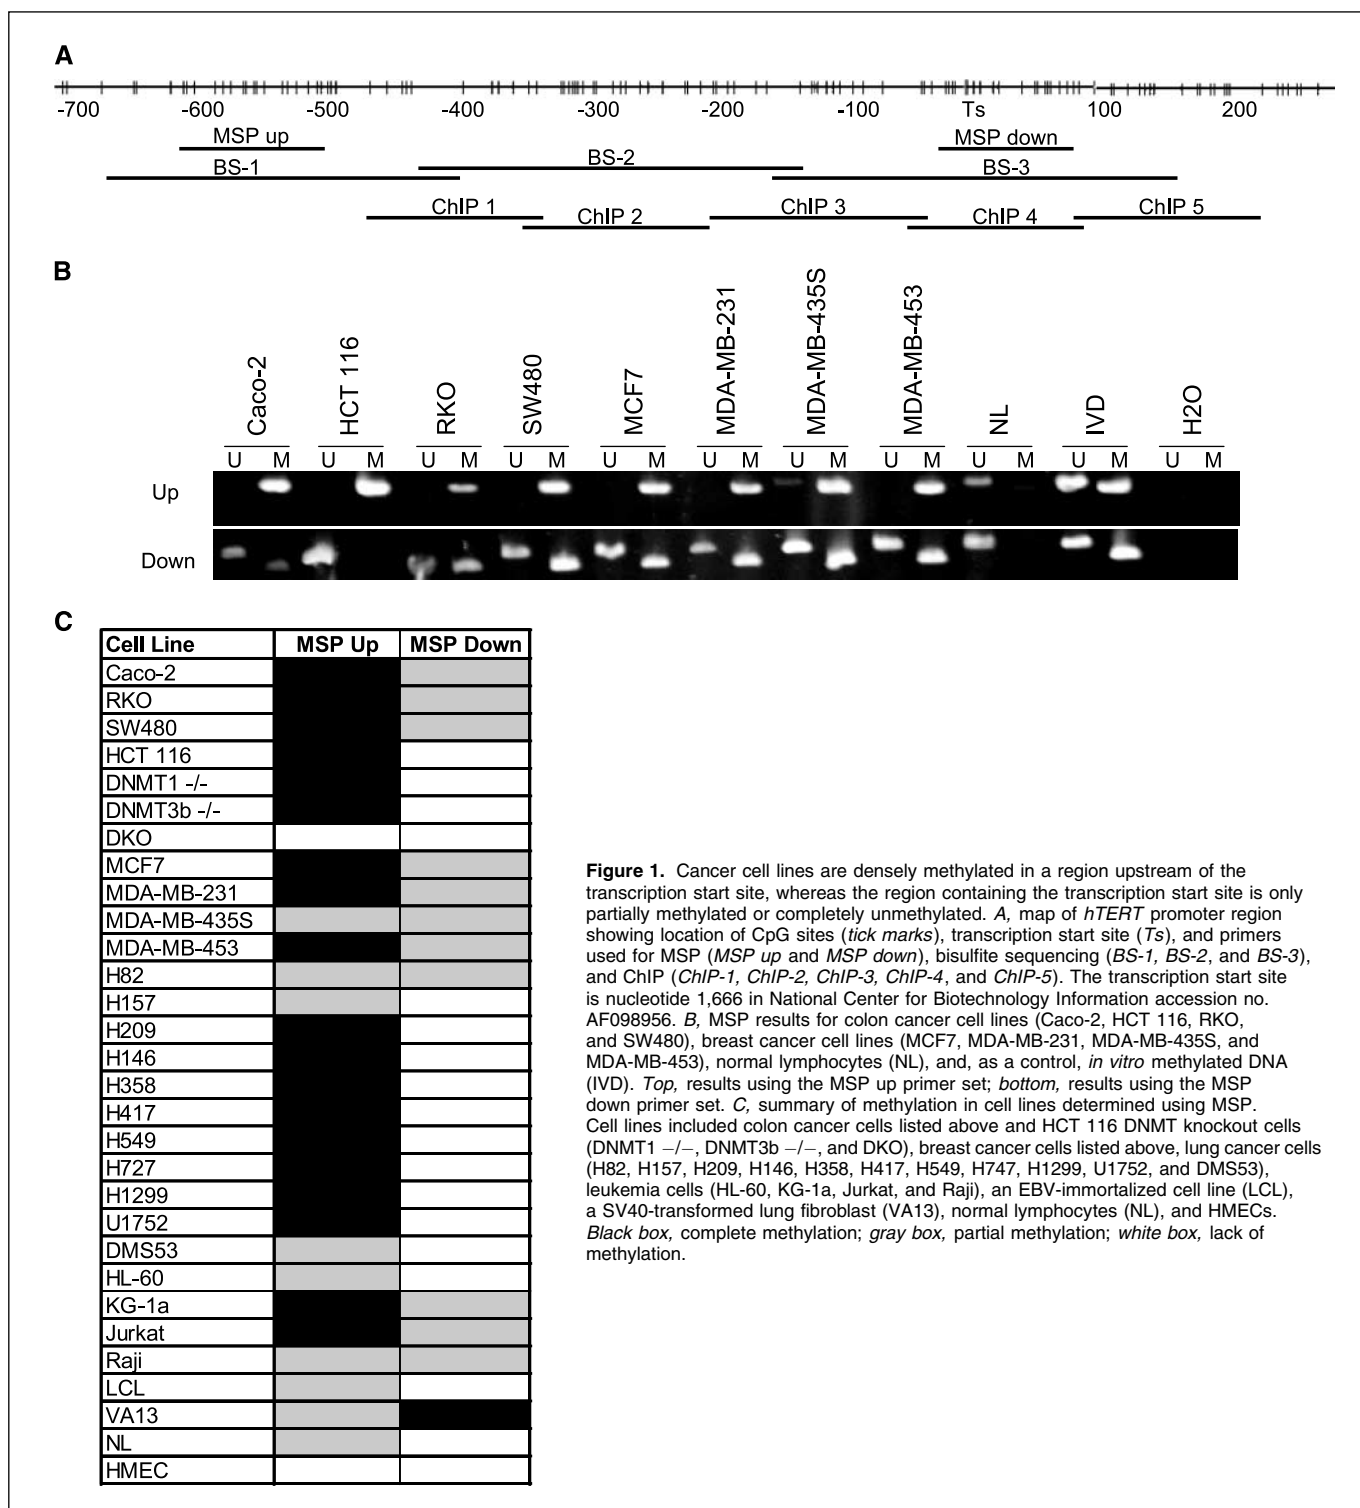 A
-700 -600 -500 -400 -300 -200 -100 Ts 100 200
MSP up MSP down
BS-1 BS-2 BS-3
ChIP 1 ChIP 2 ChIP 3 ChIP 4 ChIP 5
B
Caco-2 HCT 116 RKO SW480 MCF7 MDA-MB-231 MDA-MB-435S MDA-MB-453 NL IVD H2O
U M U M U M U M U M U M U M U M U M U M U M
Up
Down
C
Cell Line MSP Up MSP Down
Caco-2
RKO
SW480
HCT 116
DNMT1 -/-
DNMT3b -/-
DKO
MCF7
MDA-MB-231
MDA-MB-435S
MDA-MB-453
H82
H157
H209
H146
H358
H417
H549
H727
H1299
U1752
DMS53
HL-60
KG-1a
Jurkat
Raji
LCL
VA13
NL
HMEC
Figure 1. Cancer cell lines are densely methylated in a region upstream of the
transcription start site, whereas the region containing the transcription start site is only
partially methylated or completely unmethylated. A, map of hTERT promoter region
showing location of CpG sites (tick marks), transcription start site (Ts), and primers
used for MSP (MSP up and MSP down), bisulfite sequencing (BS-1, BS-2, and BS-3),
and ChIP (ChIP-1, ChIP-2, ChIP-3, ChIP-4, and ChIP-5). The transcription start site
is nucleotide 1,666 in National Center for Biotechnology Information accession no.
AF098956. B, MSP results for colon cancer cell lines (Caco-2, HCT 116, RKO,
and SW480), breast cancer cell lines (MCF7, MDA-MB-231, MDA-MB-435S, and
MDA-MB-453), normal lymphocytes (NL), and, as a control, in vitro methylated DNA
(IVD). Top, results using the MSP up primer set; bottom, results using the MSP
down primer set. C, summary of methylation in cell lines determined using MSP.
Cell lines included colon cancer cells listed above and HCT 116 DNMT knockout cells
(DNMT1 −/−, DNMT3b −/−, and DKO), breast cancer cells listed above, lung cancer cells
(H82, H157, H209, H146, H358, H417, H549, H747, H1299, U1752, and DMS53),
leukemia cells (HL-60, KG-1a, Jurkat, and Raji), an EBV-immortalized cell line (LCL),
a SV40-transformed lung fibroblast (VA13), normal lymphocytes (NL), and HMECs.
Black box, complete methylation; gray box, partial methylation; white box, lack of
methylation.